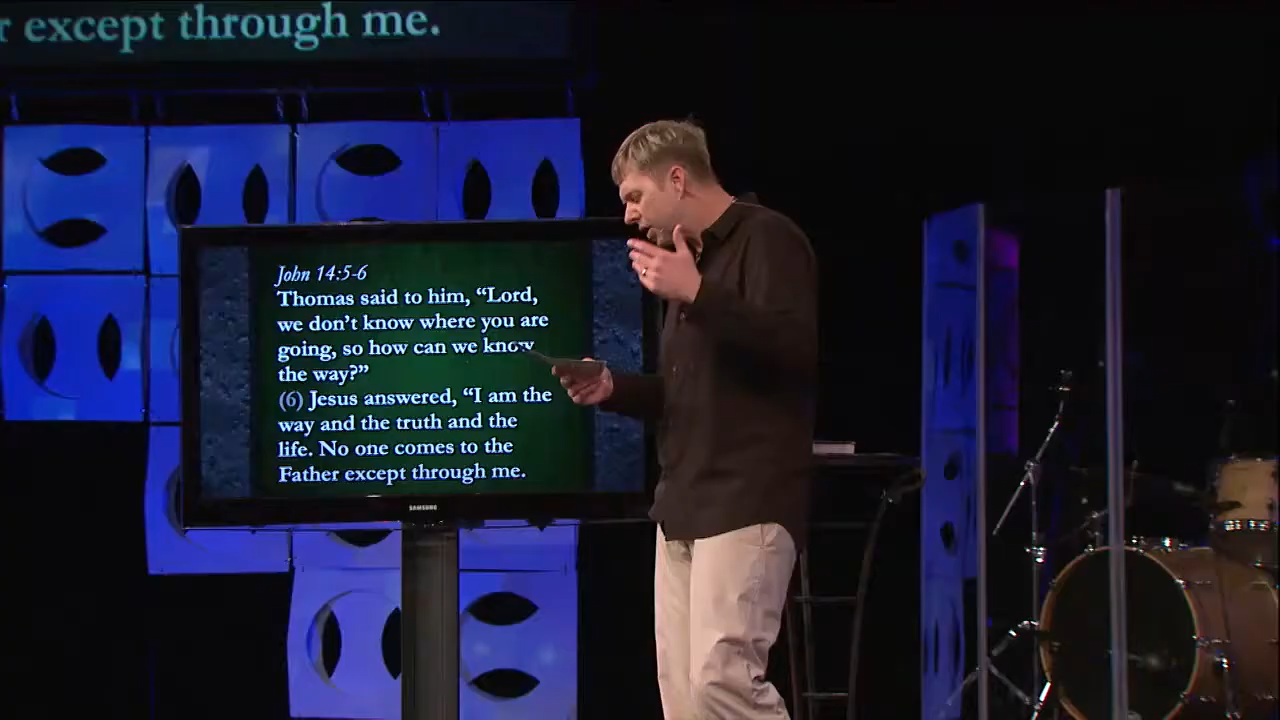 r except through me.
John 14:5-6
Thomas said to him, “Lord,
we don’t know where you are
going, so how can we know
the way?”
(6) Jesus answered, “I am the
way and the truth and the
life. No one comes to the
Father except through me.
SAMSUNG